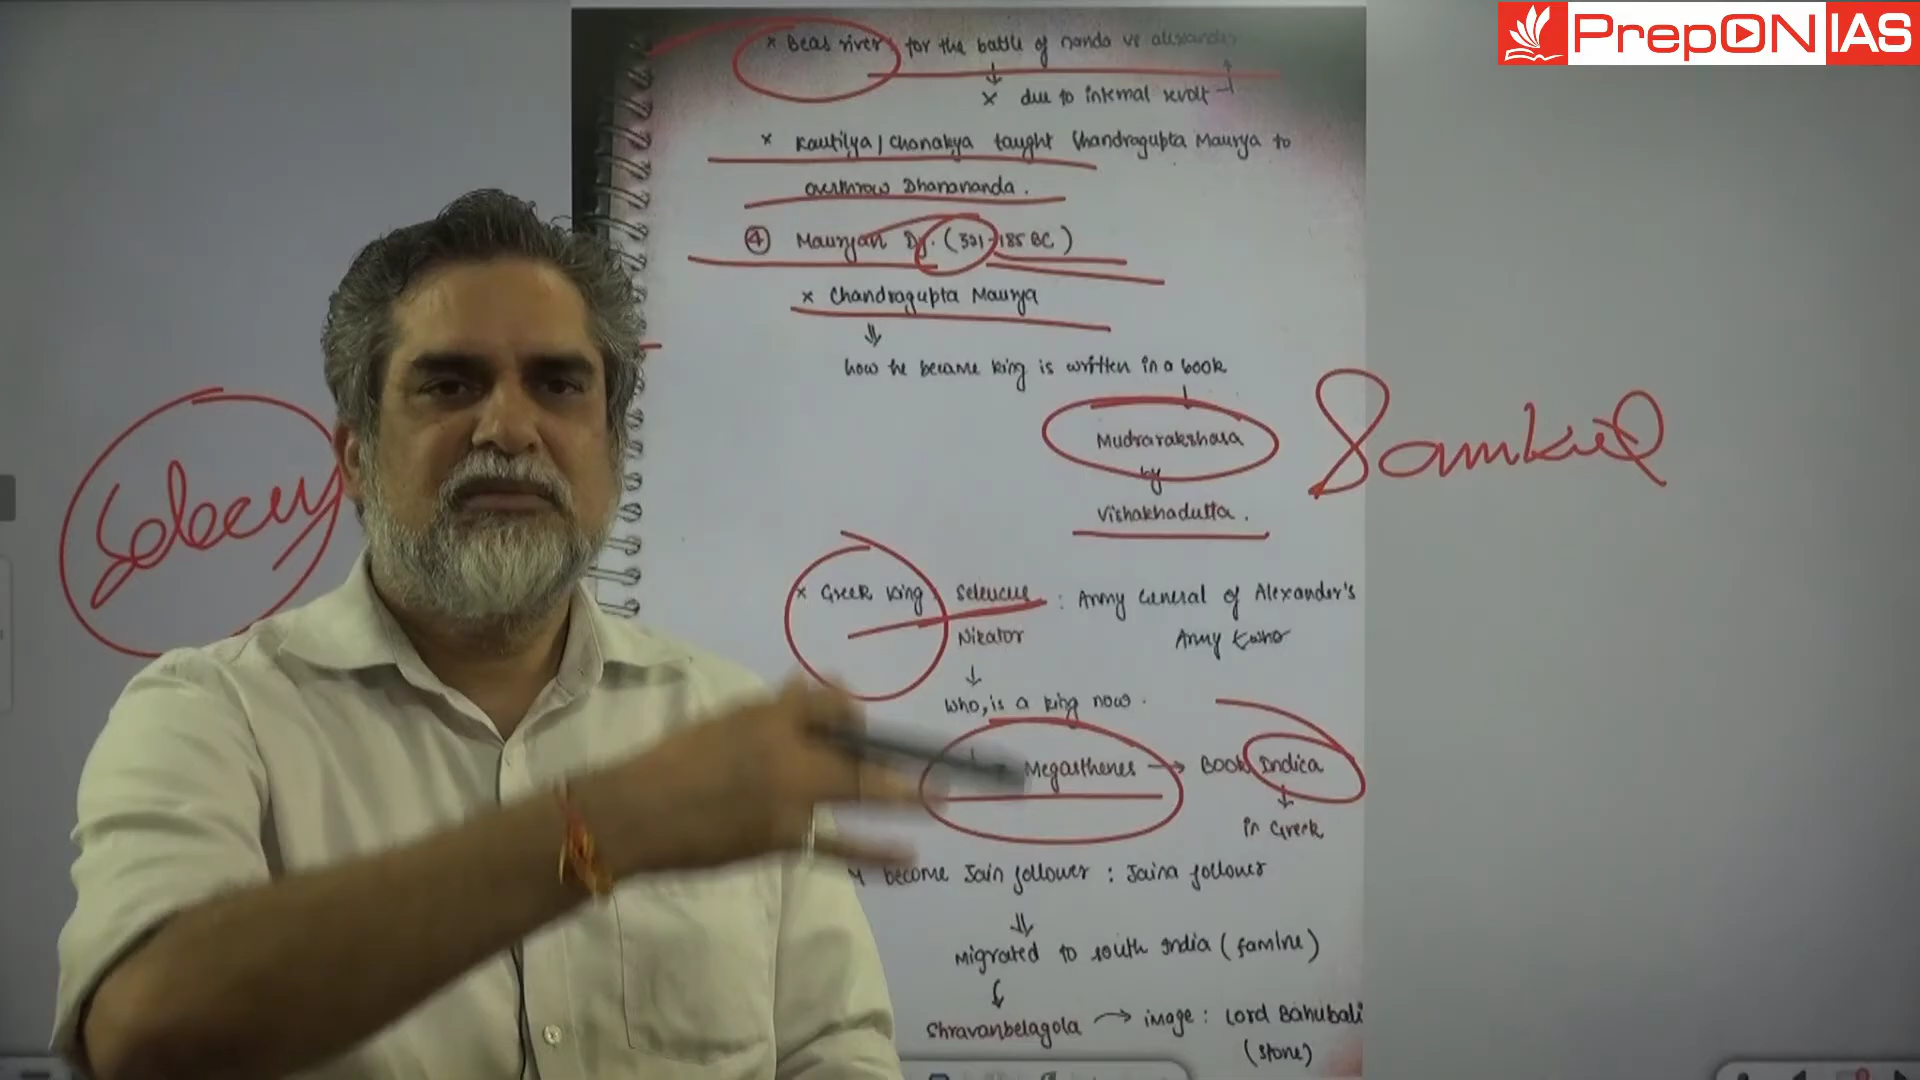 PrepON IAS
x Beas river for the battle of nanda vs alexander
x due to internal revolt
x Kautilya/Chanakya taught Chandragupta Maurya to
overthrow Dhanananda.
④ Mauryan Dy. (321-185 BC)
x Chandragupta Maurya
how he became king is written in a book
Mudrarakshasa
by
Vishakhadutta.
x Greek king Seleucus : Army General of Alexander's
Nikator Army
who, is a king now.
Megasthenes → Book Indica
in Greek
become Jain follower : Jaina follower
Migrated to south India (famine)
Shravanbelagola → image : Lord Bahubali
(stone)